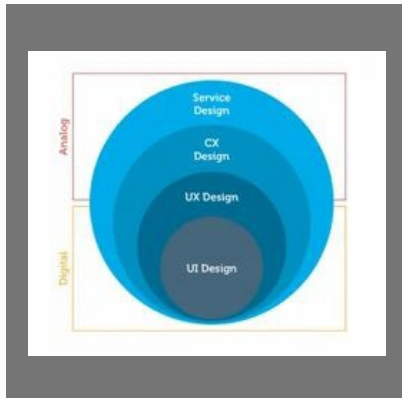 Service
Design
Analog
CX
Design
UX Design
Digital
UI Design